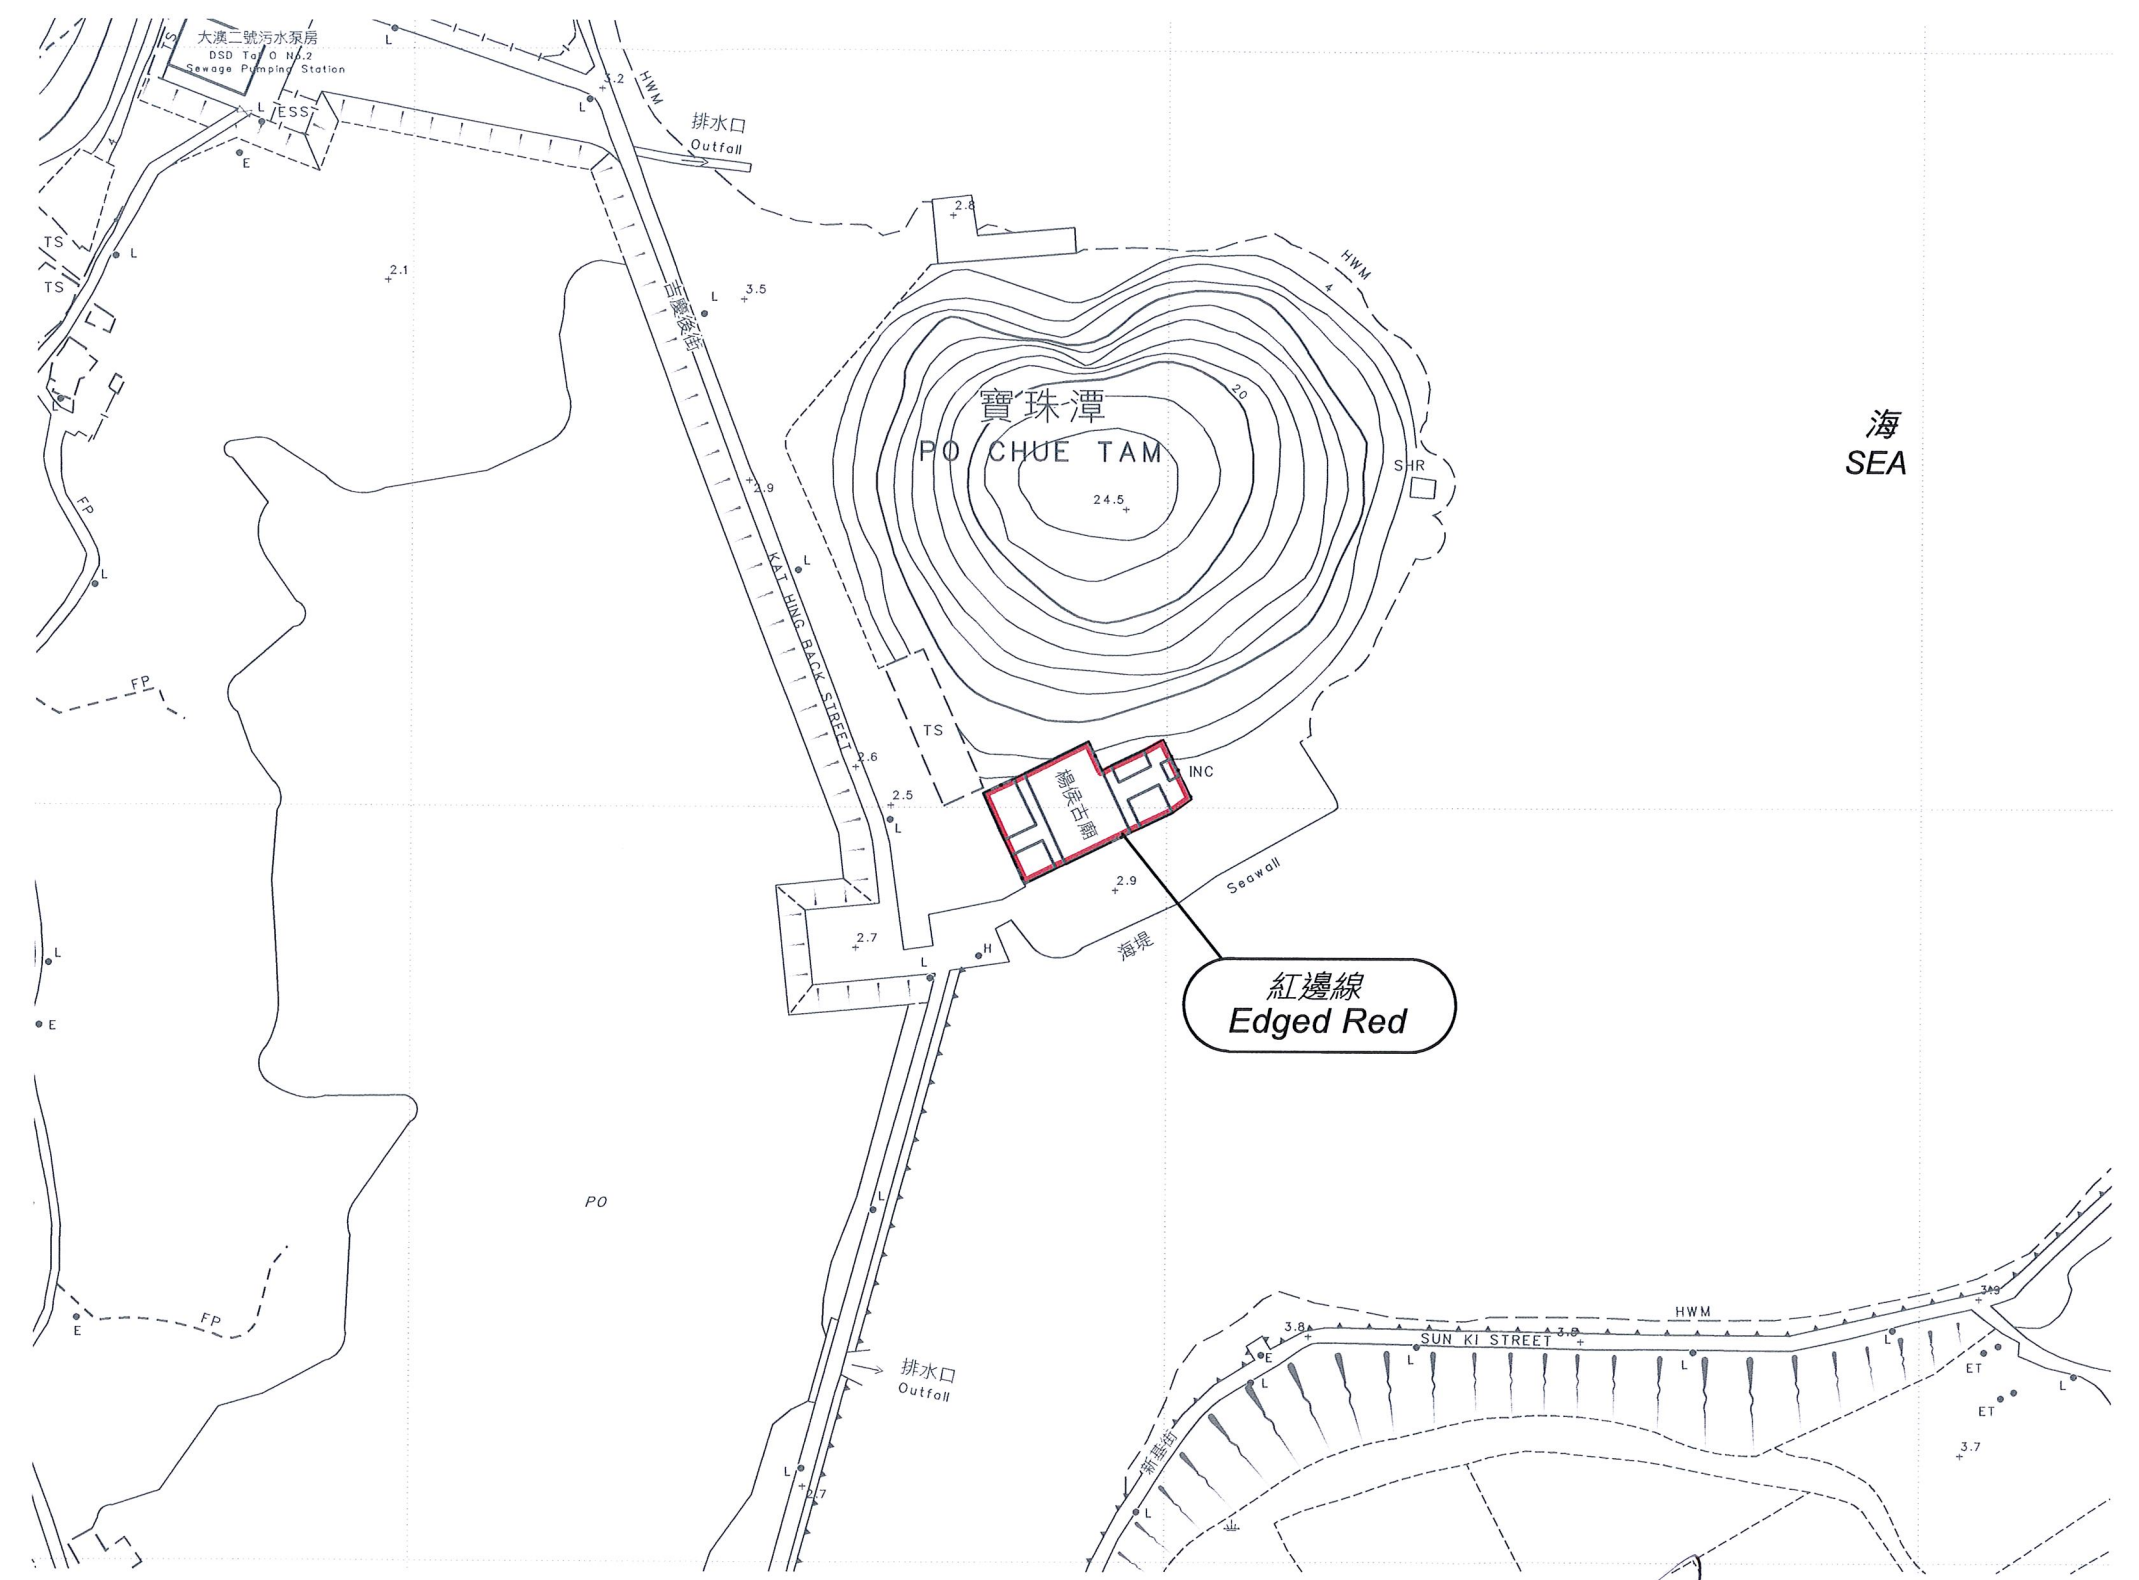 大澳二號污水泵房
DSD Tai O No.2
Sewage Pumping Station
TS
L
3.2
L
HWM
排水口
Outfall
L
ESS
4
E
2.8
TS
L
TS
2.1
吉慶後街
L
3.5
HWM
4
20
寶珠潭
PO CHUE TAM
24.5
SHR
海
SEA
L
FP
L
2.9
L
KAT HING BACK STREET
FP
TS
2.6
2.5
L
楊侯古廟
INC
2.9
Seawall
海堤
2.7
H
L
L
E
紅邊線
Edged Red
PO
L
FP
E
排水口
Outfall
L
2.7
HWM
3.8
SUN KI STREET
3.9
3.9
E
L
L
L
L
ET
ET
L
3.7
新基街
L